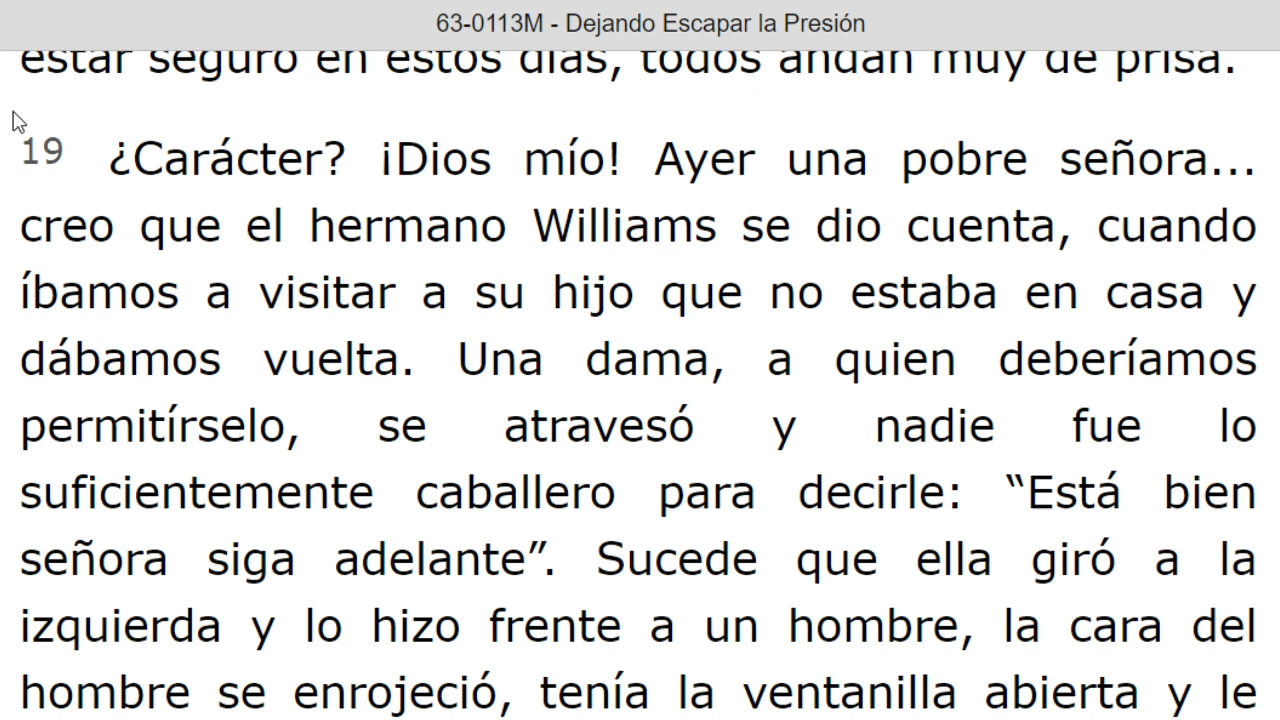 63-0113M - Dejando Escapar la Presión
estar seguro en estos días, todos andan muy de prisa.
19 ¿Carácter? ¡Dios mío! Ayer una pobre señora...
creo que el hermano Williams se dio cuenta, cuando
íbamos a visitar a su hijo que no estaba en casa y
dábamos vuelta. Una dama, a quien deberíamos
permitírselo, se atravesó y nadie fue lo
suficientemente caballero para decirle: “Está bien
señora siga adelante”. Sucede que ella giró a la
izquierda y lo hizo frente a un hombre, la cara del
hombre se enrojeció, tenía la ventanilla abierta y le